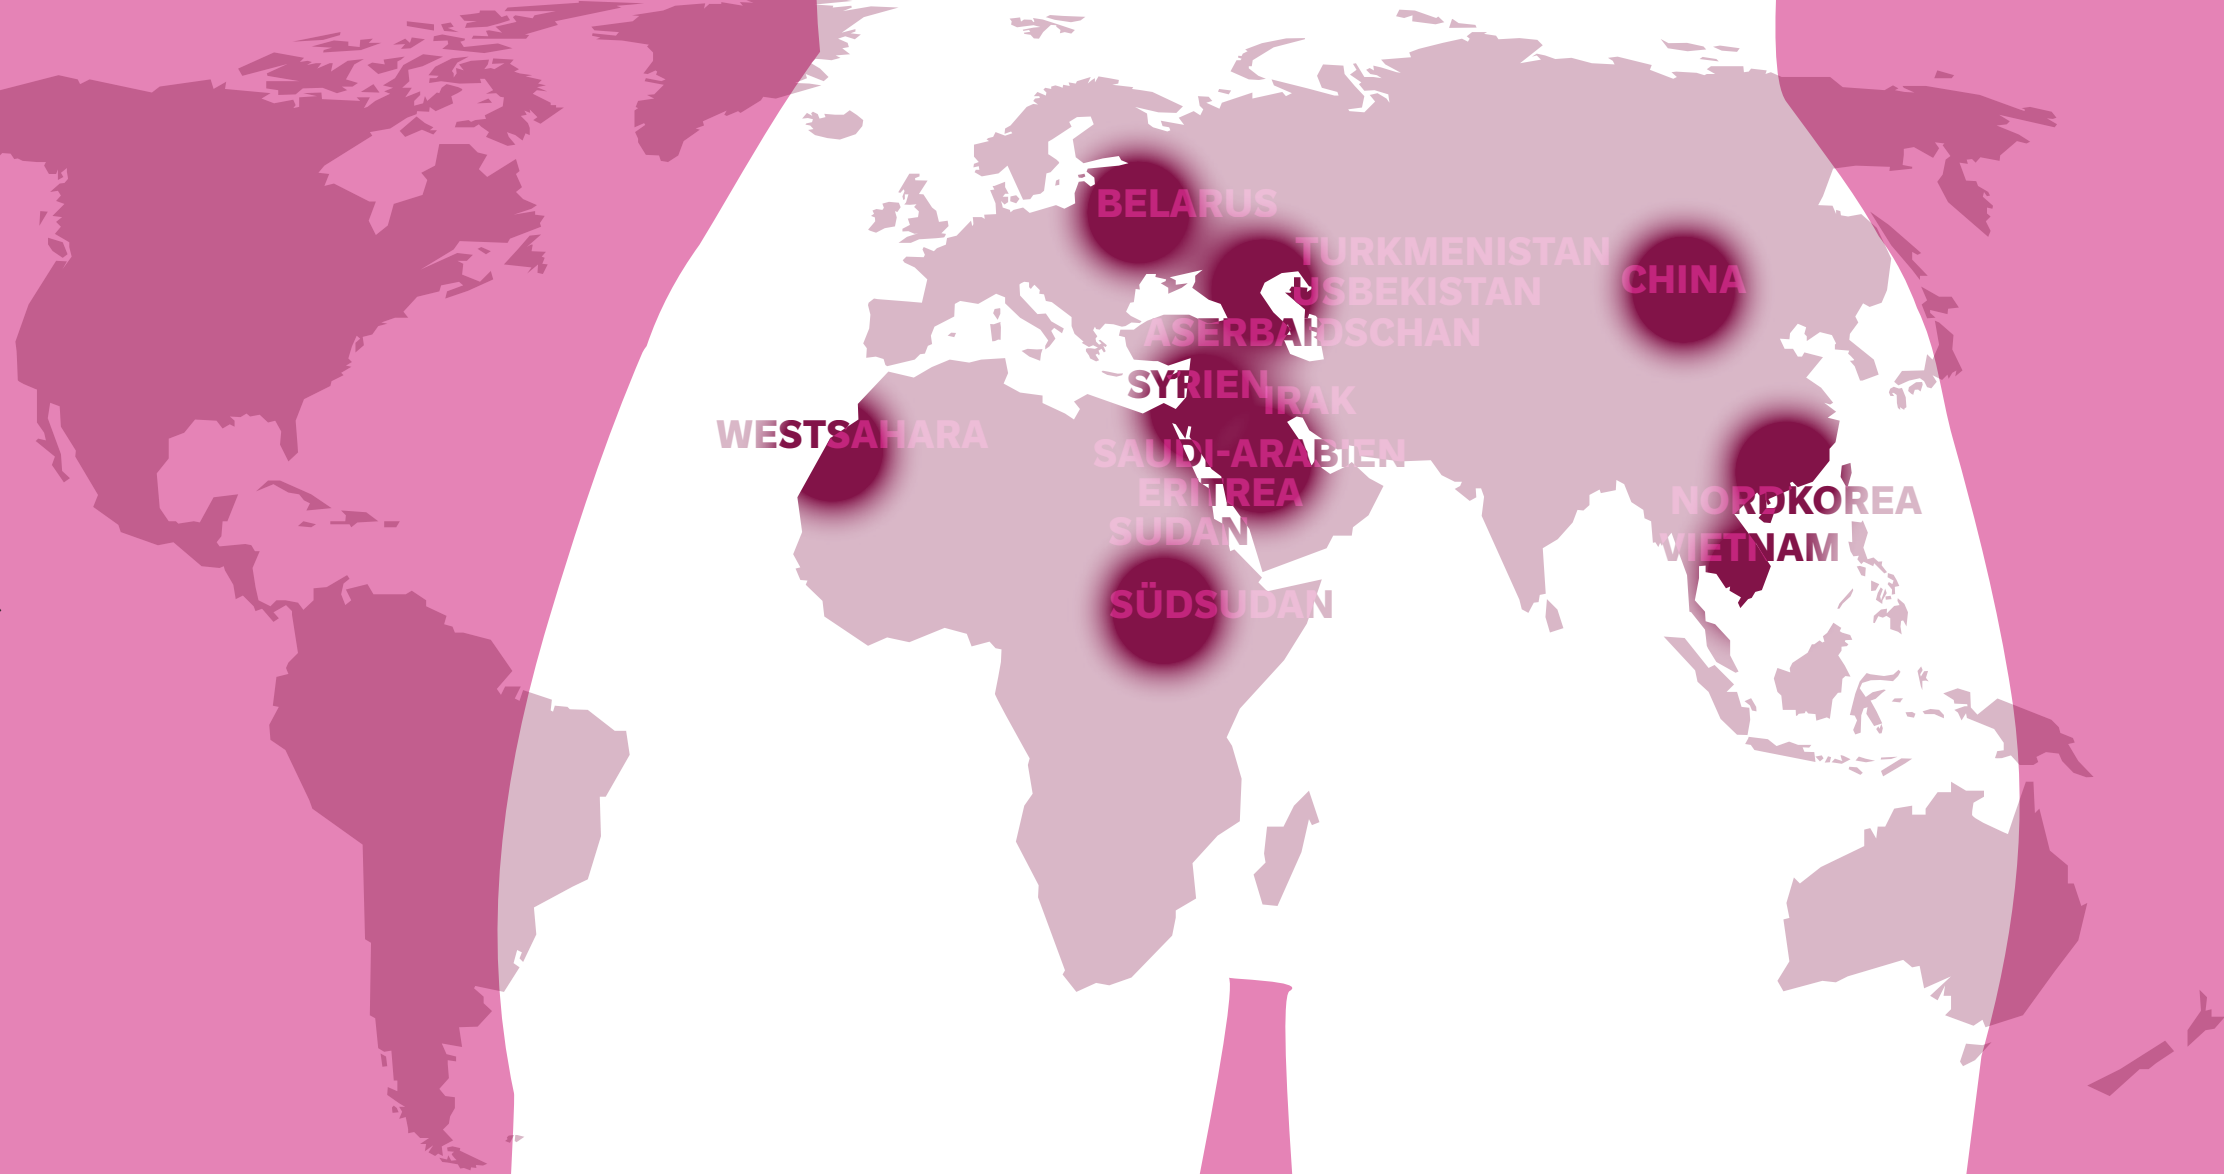 BELARUS
TURKMENISTAN
USBEKISTAN
ASERBAIDSCHAN
CHINA
SYRIEN
IRAK
WESTSAHARA
SAUDI-ARABIEN
ERITREA
SUDAN
SÜDSUDAN
NORDKOREA
VIETNAM